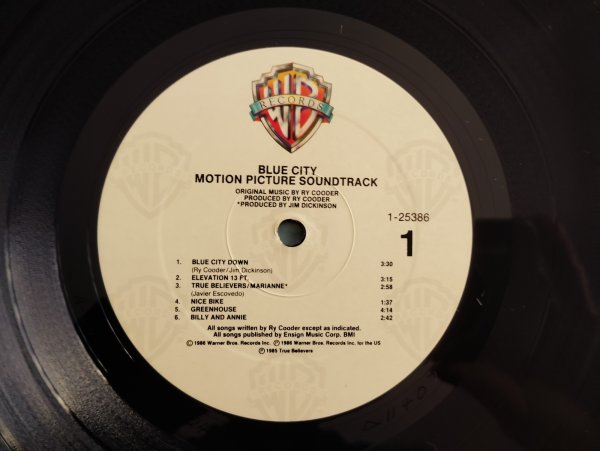 WB
RECORDS
BLUE CITY
MOTION PICTURE SOUNDTRACK
ORIGINAL MUSIC BY RY COODER
PRODUCED BY RY COODER
*PRODUCED BY JIM DICKINSON
1-25386
1
1. BLUE CITY DOWN 3:30
(Ry Cooder/Jim Dickinson)
2. ELEVATION 13 FT. 3:15
3. TRUE BELIEVERS/MARIANNE* 2:58
(Javier Escovedo)
4. NICE BIKE 1:37
5. GREENHOUSE 4:14
6. BILLY AND ANNIE 2:42
All songs written by Ry Cooder except as indicated.
All songs published by Ensign Music Corp. BMI
© 1986 Warner Bros. Records Inc. ℗ 1986 Warner Bros. Records Inc. for the US
℗ 1985 True Believers